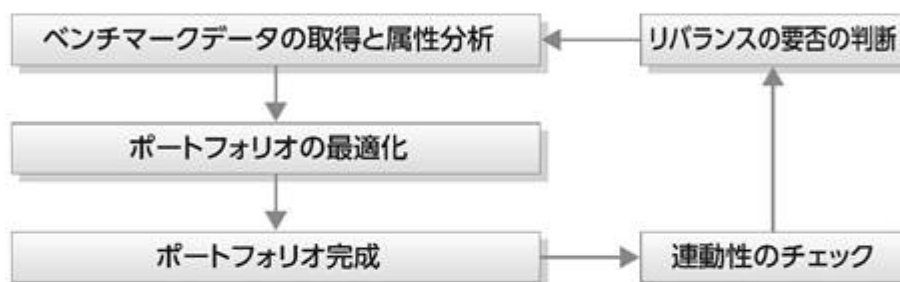 ベンチマークデータの取得と属性分析
リバランスの要否の判断
ポートフォリオの最適化
ポートフォリオ完成
連動性のチェック